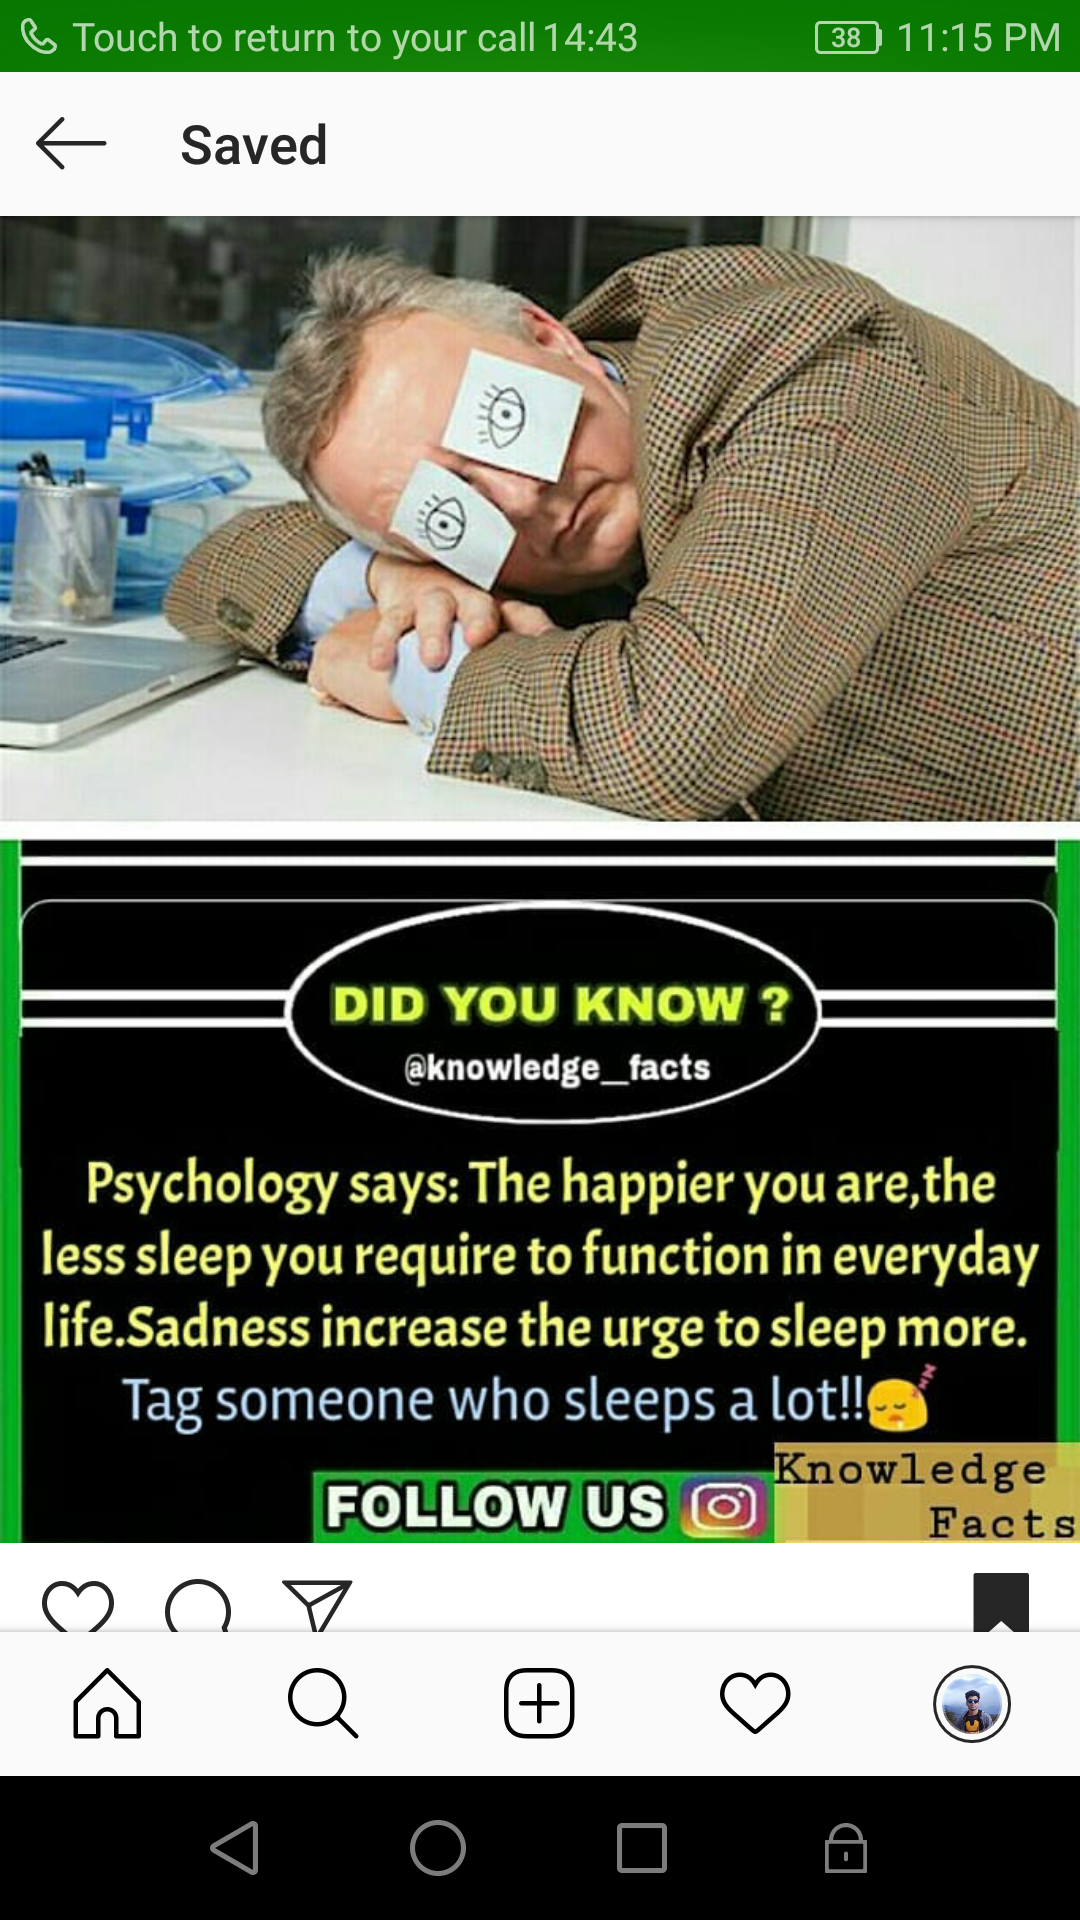 Touch to return to your call 14:43 38 11:15 PM
Saved
DID YOU KNOW ?
@knowledge_facts
Psychology says: The happier you are,the
less sleep you require to function in everyday
life.Sadness increase the urge to sleep more.
Tag someone who sleeps a lot!!
FOLLOW US
Knowledge
Facts